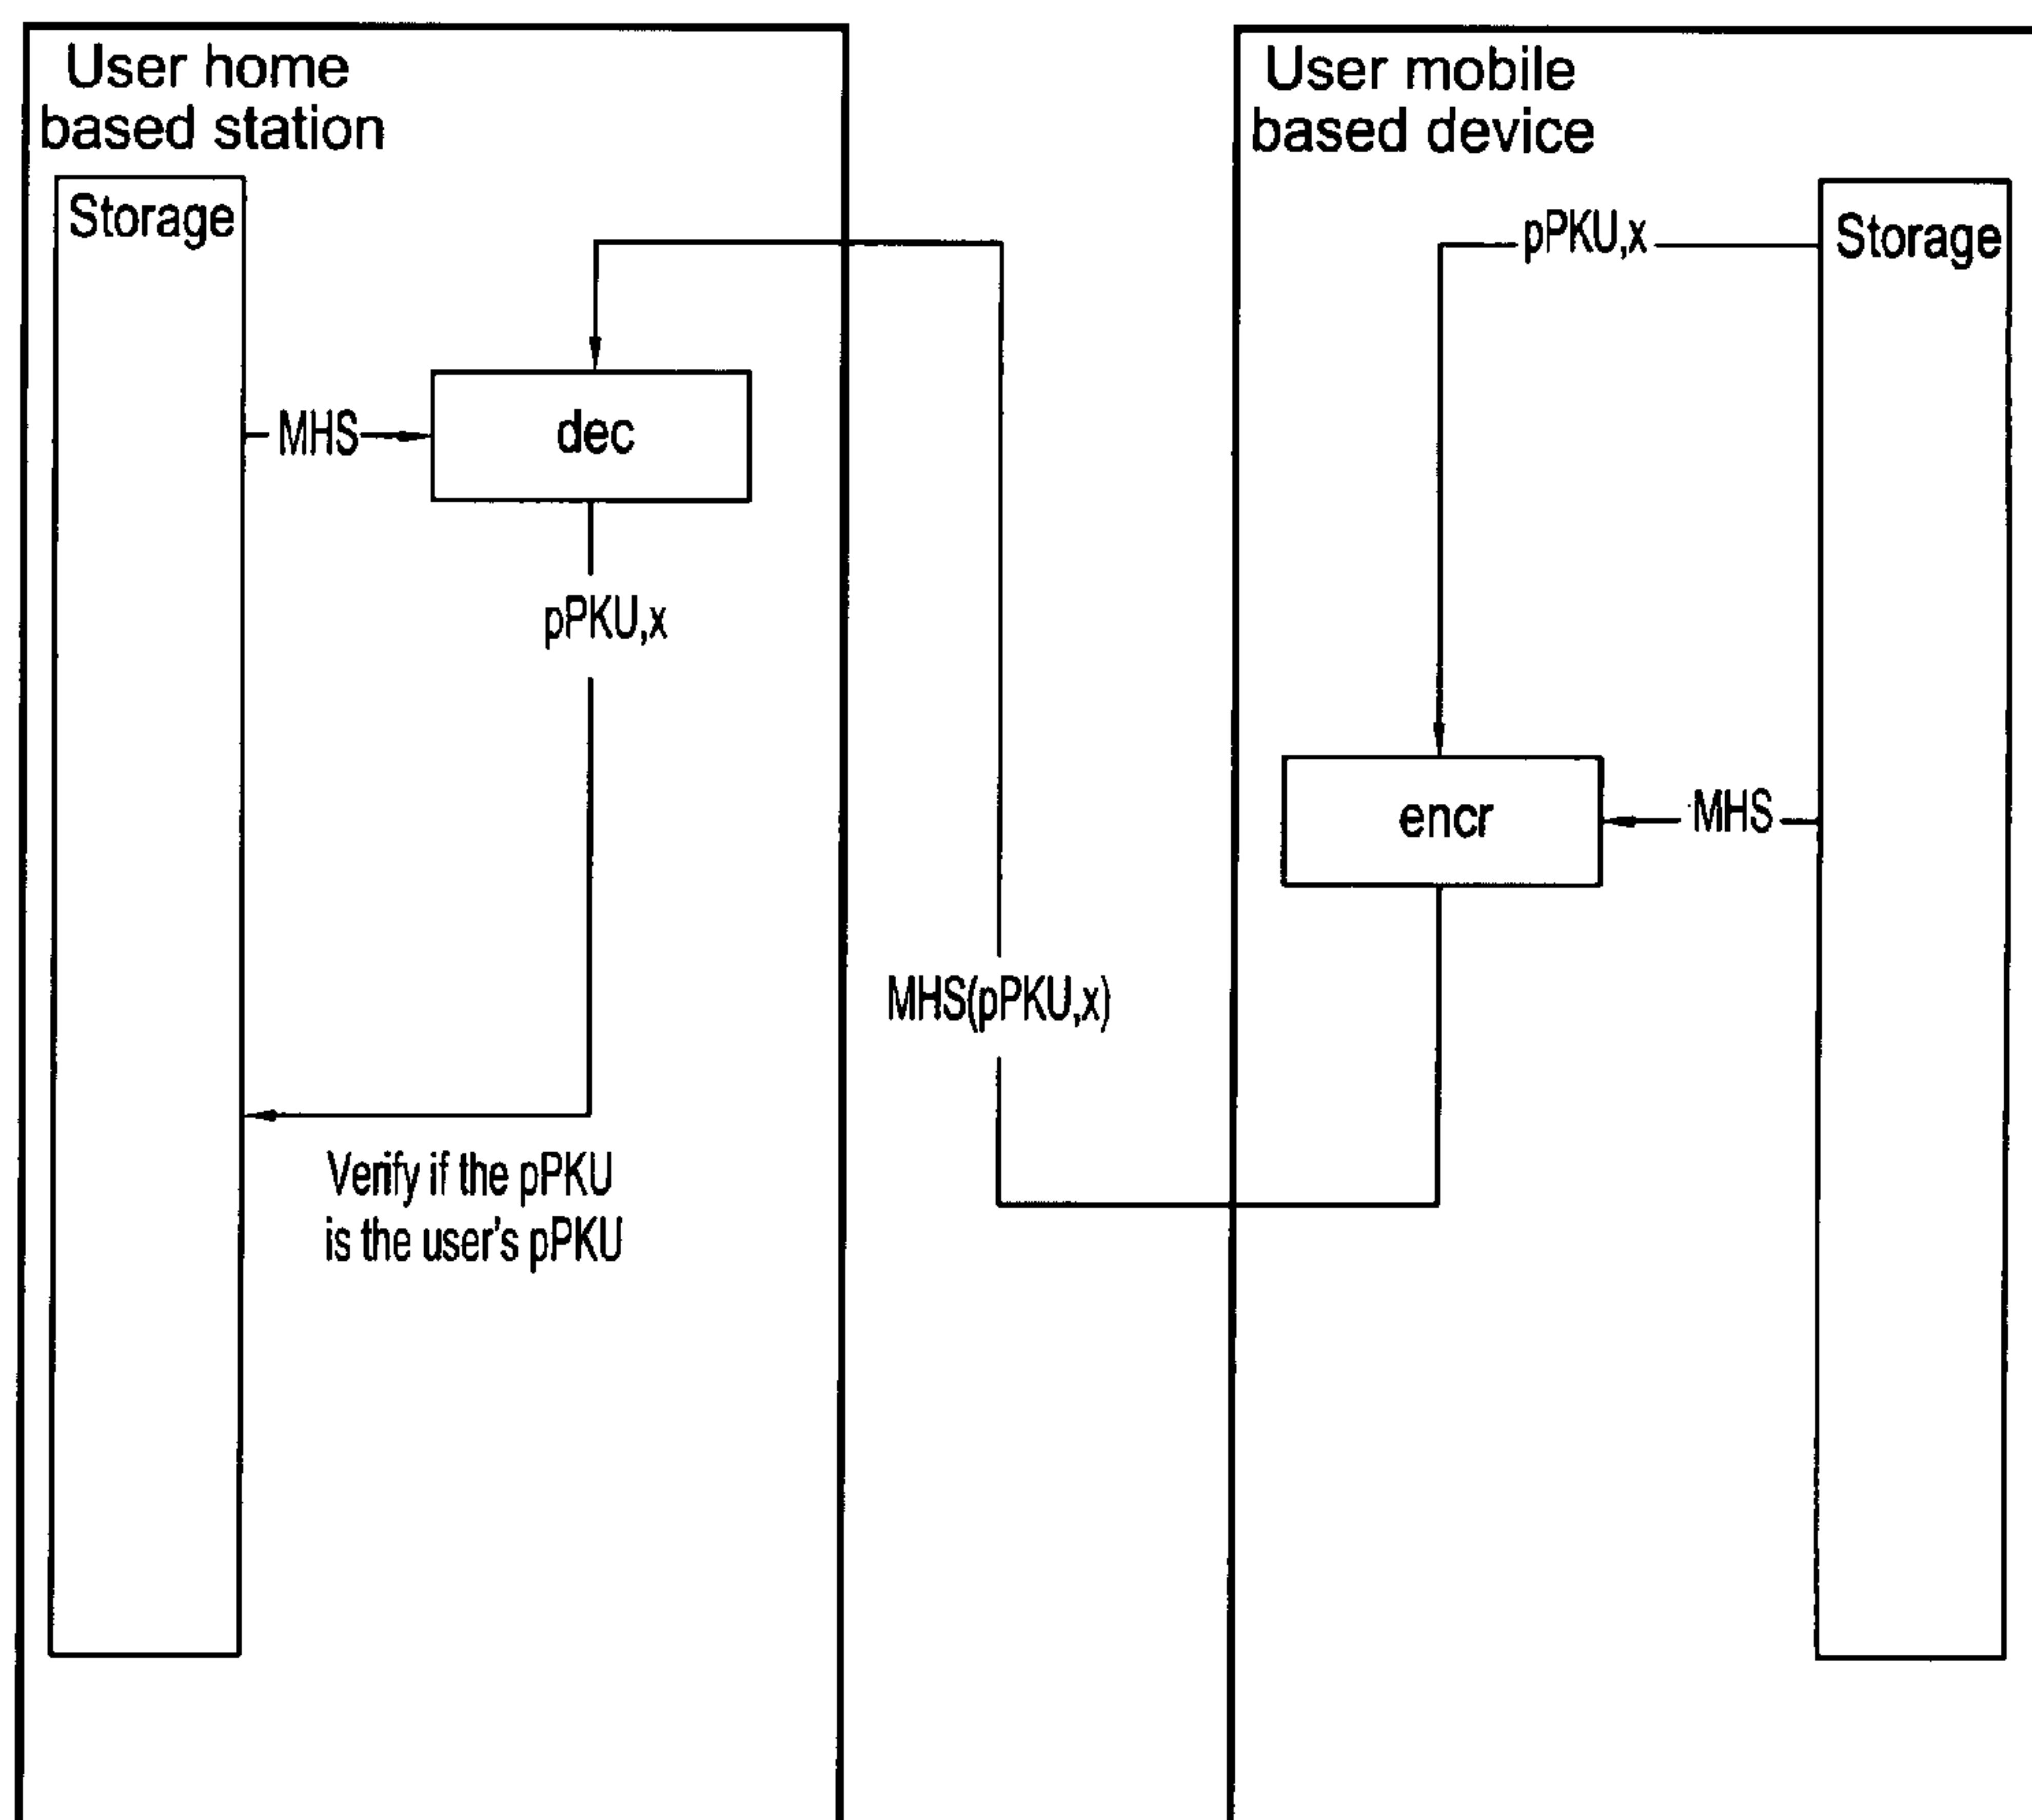 User home
based station
Storage
MHS
dec
pPKU,x
Verify if the pPKU
is the user's pPKU
MHS(pPKU,x)
User mobile
based device
pPKU,x
Storage
encr
MHS